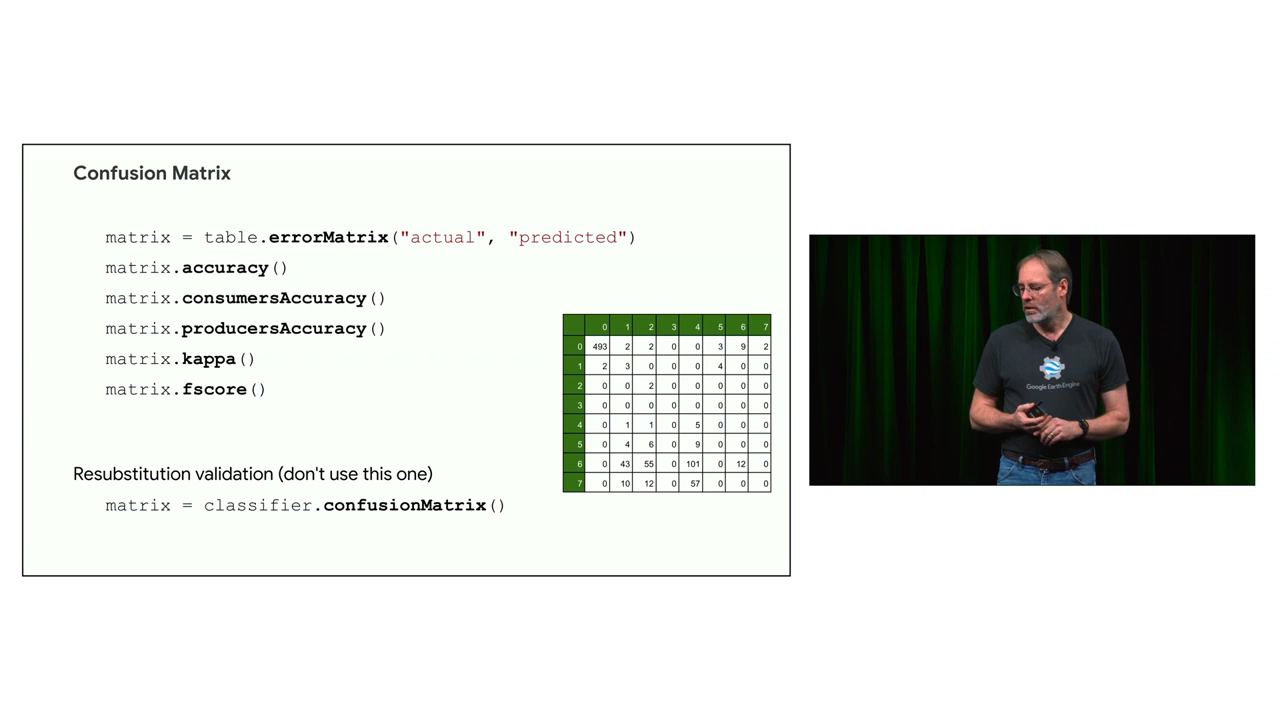 Confusion Matrix
matrix = table.errorMatrix("actual", "predicted")
matrix.accuracy()
matrix.consumersAccuracy()
matrix.producersAccuracy()
matrix.kappa()
matrix.fscore()
0 1 2 3 4 5 6 7
0 493 2 2 0 0 3 9 2
1 2 3 0 0 0 4 0 0
2 0 0 2 0 0 0 0 0
3 0 0 0 0 0 0 0 0
4 0 1 1 0 5 0 0 0
5 0 4 6 0 9 0 0 0
6 0 43 55 0 101 0 12 0
7 0 10 12 0 57 0 0 0
Resubstitution validation (don't use this one)
matrix = classifier.confusionMatrix()
Google Earth Engine